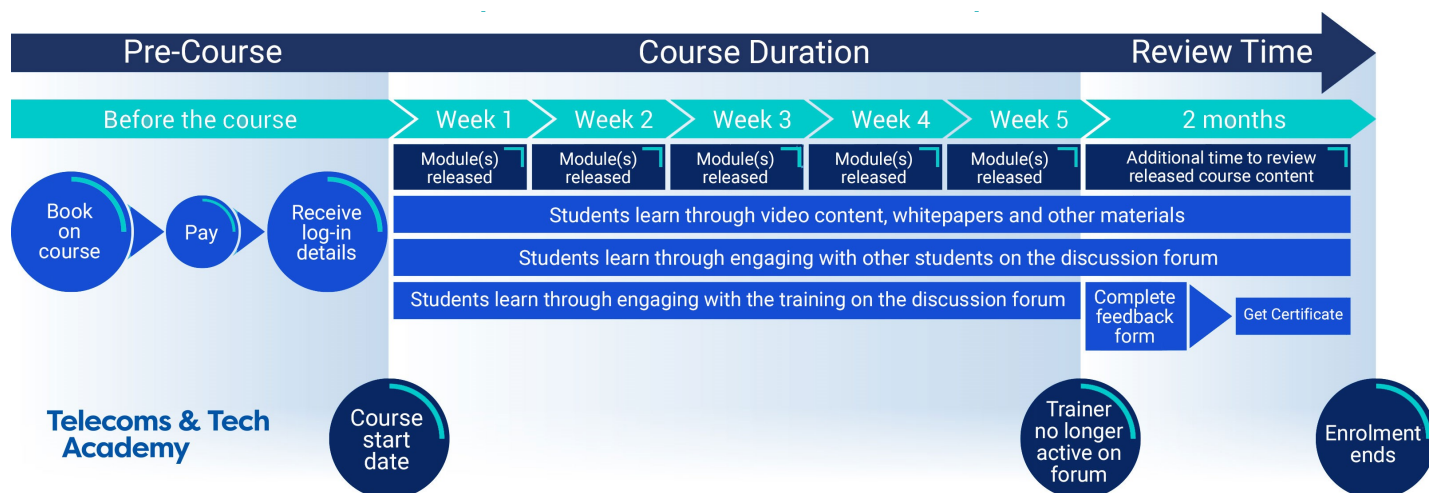 Pre-Course
Course Duration
Review Time
Before the course
Week 1
Week 2
Week 3
Week 4
Week 5
2 months
Module(s)
released
Module(s)
released
Module(s)
released
Module(s)
released
Module(s)
released
Additional time to review
released course content
Book
on
course
Pay
Receive
log-in
details
Students learn through video content, whitepapers and other materials
Students learn through engaging with other students on the discussion forum
Students learn through engaging with the training on the discussion forum
Complete
feedback
form
Get Certificate
Telecoms & Tech
Academy
Course
start
date
Trainer
no longer
active on
forum
Enrolment
ends